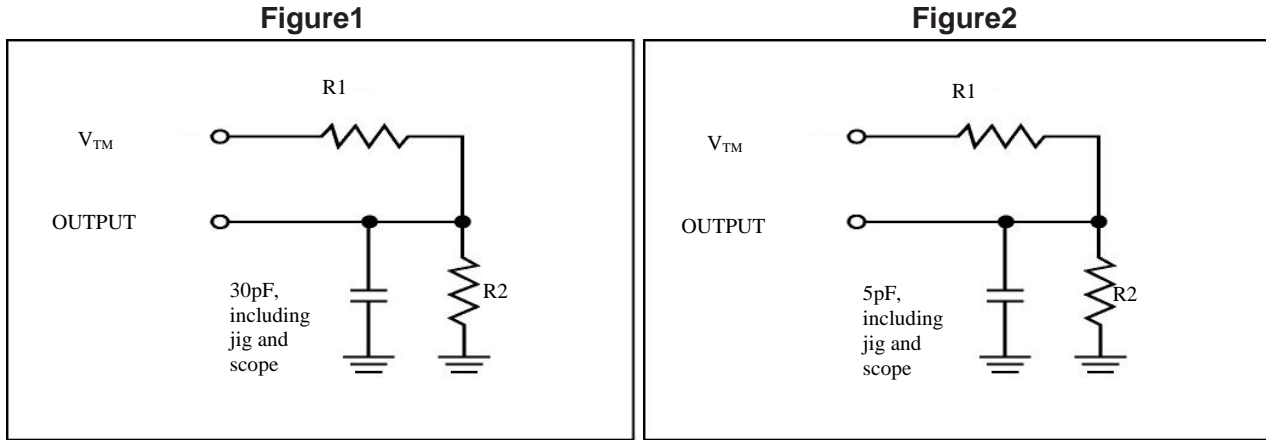 Figure1
R1
VTM
OUTPUT
30pF,
including
jig and
scope
R2
Figure2
R1
VTM
OUTPUT
5pF,
including
jig and
scope
R2